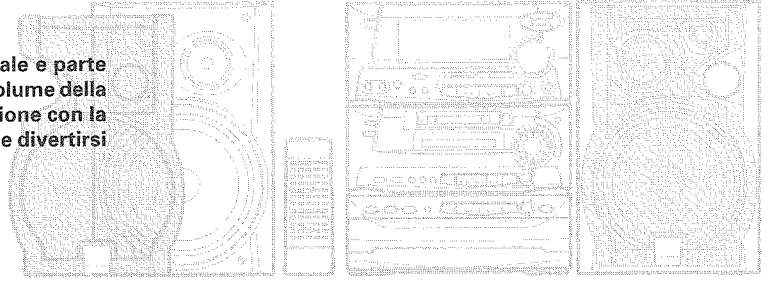 ale e parte
olume della
ione con la
e divertirsi